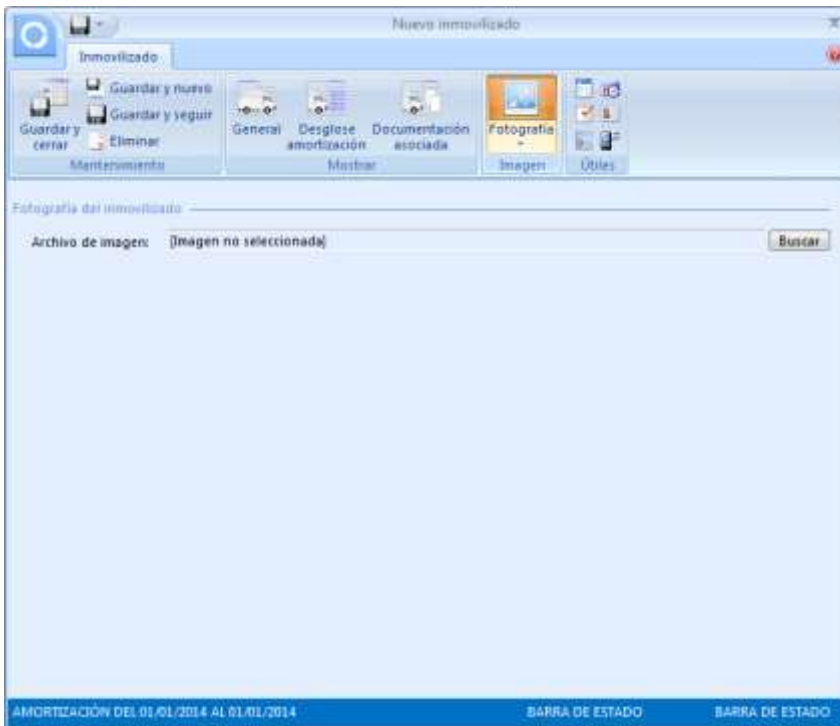 Nuevo inmovilizado
Inmovilizado
Guardar y cerrar
Guardar y nuevo
Guardar y seguir
Eliminar
Mantenimiento
General
Desglose amortización
Documentación asociada
Mostrar
Fotografía
Imagen
Útiles
Fotografía del inmovilizado
Archivo de imagen: [Imagen no seleccionada] Buscar
AMORTIZACIÓN DEL 01/01/2014 AL 01/01/2014 BARRA DE ESTADO BARRA DE ESTADO